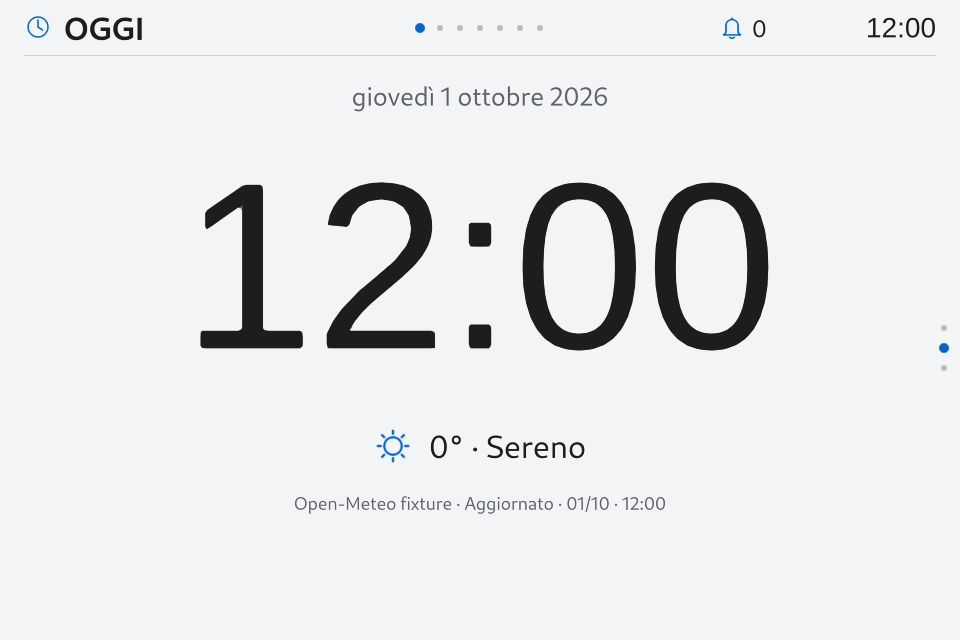 OGGI
0
12:00
giovedì 1 ottobre 2026
12:00
0° · Sereno
Open-Meteo fixture · Aggiornato · 01/10 · 12:00